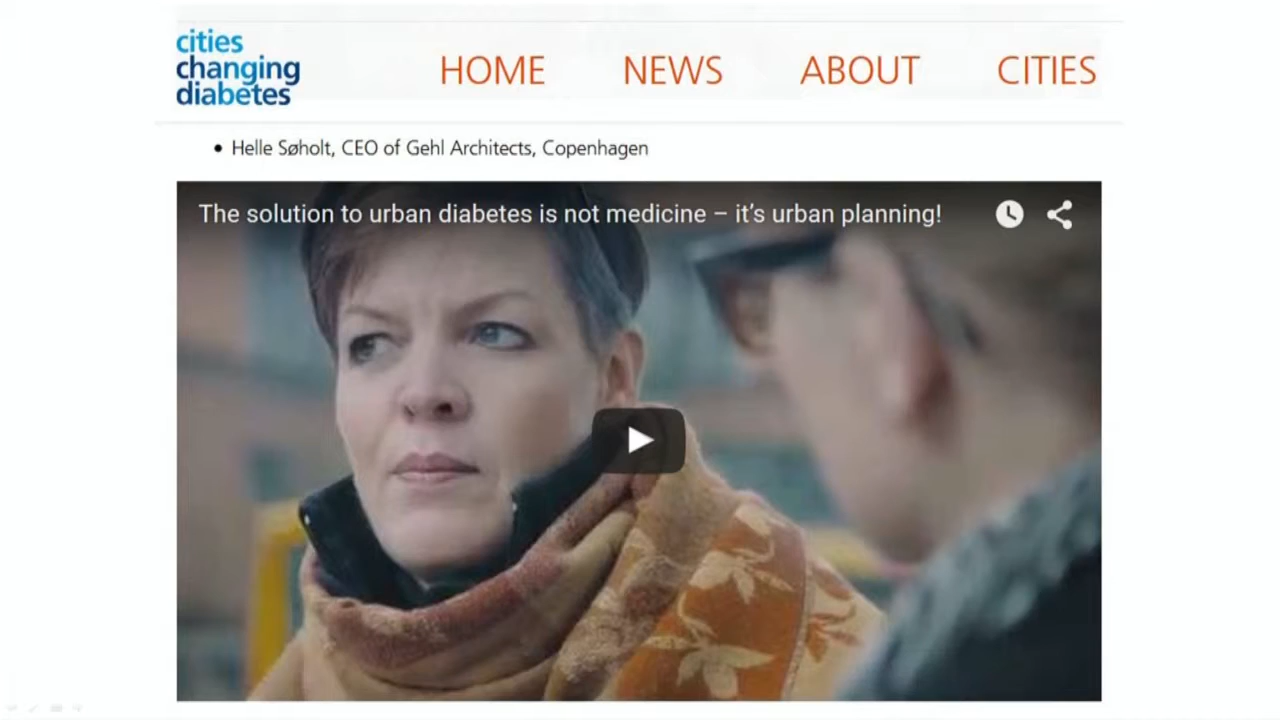 cities
changing
diabetes
HOME NEWS ABOUT CITIES
• Helle Søholt, CEO of Gehl Architects, Copenhagen
The solution to urban diabetes is not medicine – it’s urban planning!